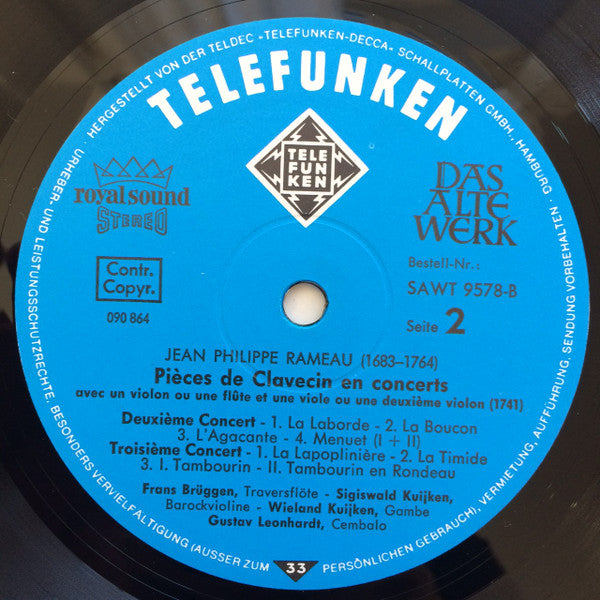 URHEBER- UND LEISTUNGSSCHUTZRECHTE, BESONDERS VERVIELFÄLTIGUNG (AUSSER ZUM PERSÖNLICHEN GEBRAUCH), VERMIETUNG, AUFFÜHRUNG, SENDUNG VORBEHALTEN
· HERGESTELLT VON DER TELDEC »TELEFUNKEN-DECCA« SCHALLPLATTEN GMBH., HAMBURG ·
TELEFUNKEN
TELE
FUN
KEN
royal sound
STEREO
DAS
ALTE
WERK
Contr.
Copyr.
090 864
Bestell-Nr.:
SAWT 9578-B
Seite 2
JEAN PHILIPPE RAMEAU (1683–1764)
Pièces de Clavecin en concerts
avec un violon ou une flûte et une viole ou une deuxième violon (1741)
Deuxième Concert - 1. La Laborde - 2. La Boucon
3. L'Agacante - 4. Menuet (I + II)
Troisième Concert - 1. La Lapoplinière - 2. La Timide
3. I. Tambourin - II. Tambourin en Rondeau
Frans Brüggen, Traversflöte - Sigiswald Kuijken,
Barockvioline - Wieland Kuijken, Gambe
Gustav Leonhardt, Cembalo
33